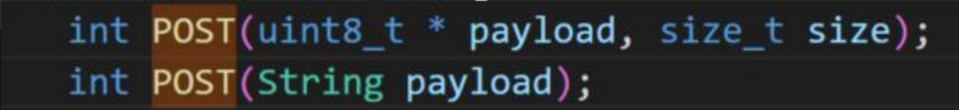 int POST(uint8_t * payload, size_t size);
int POST(String payload);